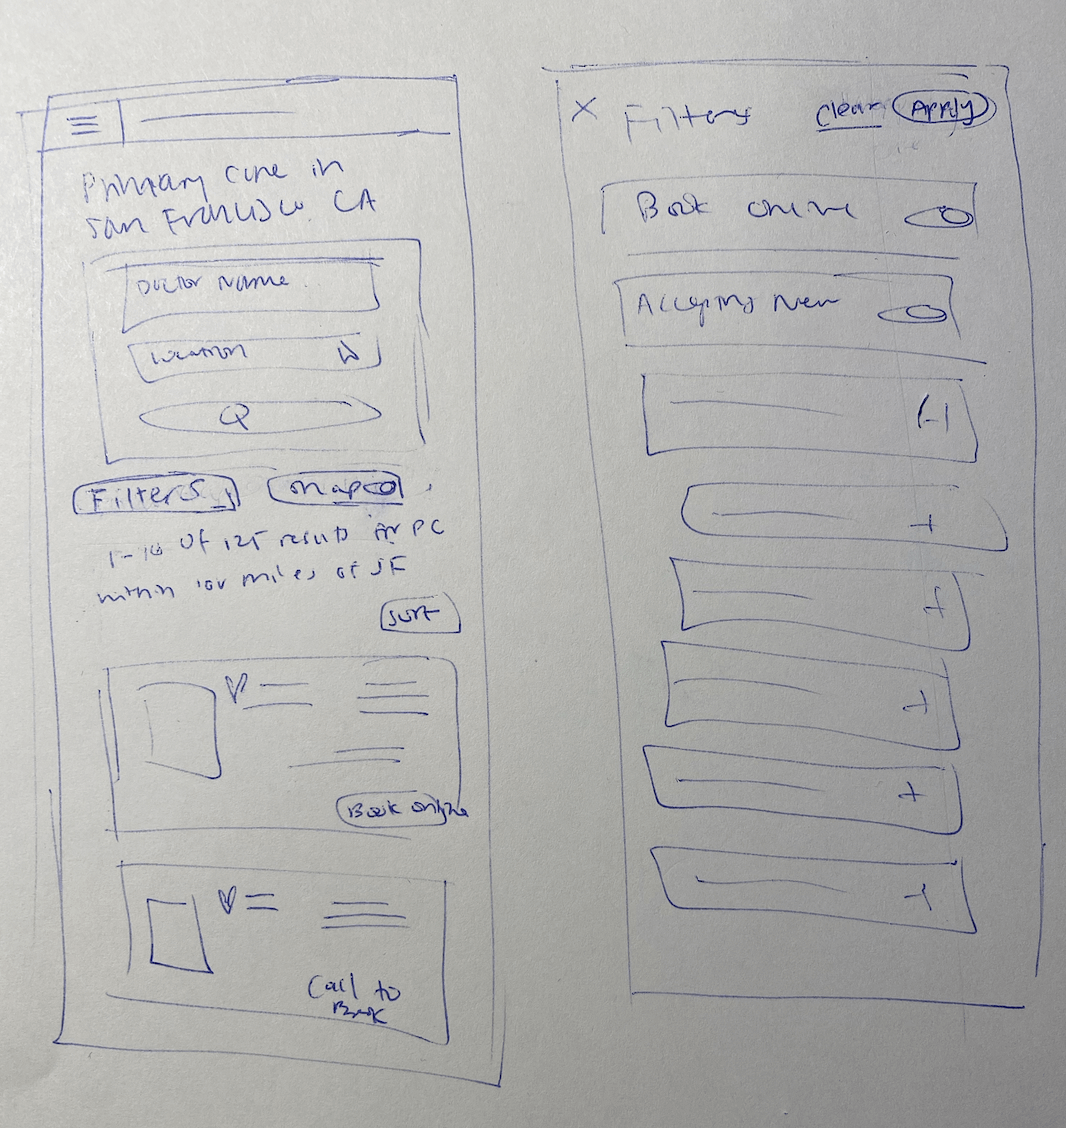 Primary care in
San Francisco. CA
Doctor Name
Location
Filters
map
1-10 of 125 results for PC
within 100 miles of SF
Sort
Book online
Call to
Book
X Filters Clear Apply
Book online
Accepting New